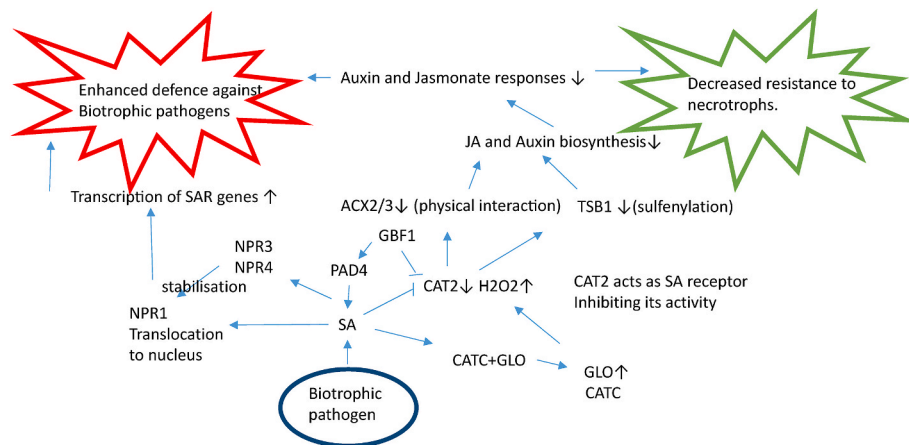 Enhanced defence against
Biotrophic pathogens
Auxin and Jasmonate responses ↓
Decreased resistance to
necrotrophs.
JA and Auxin biosynthesis↓
Transcription of SAR genes ↑
ACX2/3↓ (physical interaction)
TSB1 ↓(sulfenylation)
GBF1
NPR3
NPR4
stabilisation
PAD4
CAT2↓ H2O2↑
CAT2 acts as SA receptor
Inhibiting its activity
NPR1
Translocation
to nucleus
SA
CATC+GLO
GLO↑
CATC
Biotrophic
pathogen